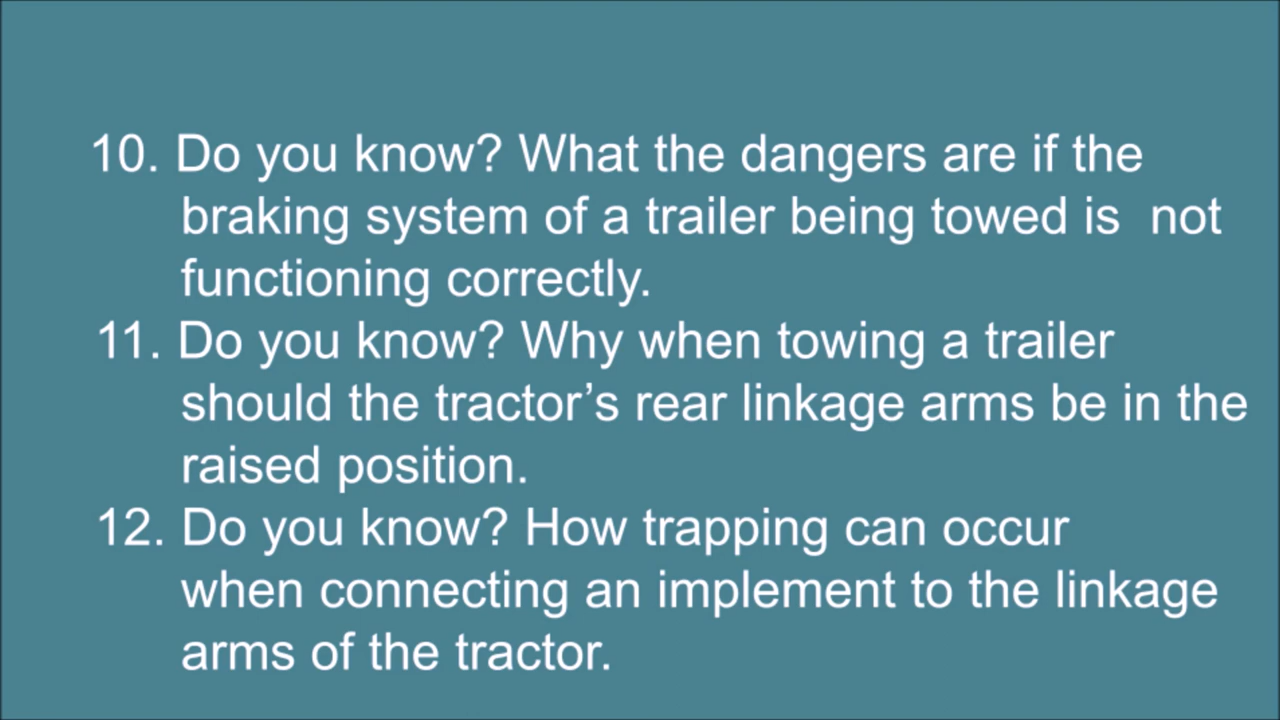 10. Do you know? What the dangers are if the
braking system of a trailer being towed is  not
functioning correctly.
11. Do you know? Why when towing a trailer
should the tractor’s rear linkage arms be in the
raised position.
12. Do you know? How trapping can occur
when connecting an implement to the linkage
arms of the tractor.